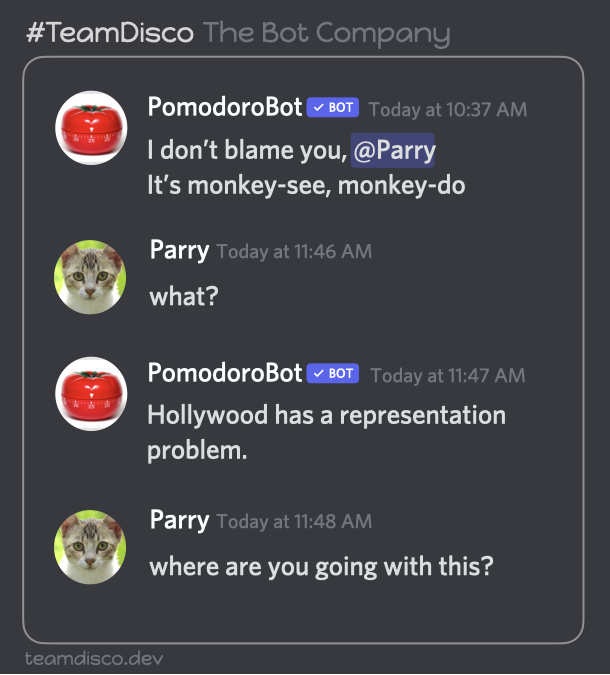 #TeamDisco The Bot Company
PomodoroBot ✓ BOT Today at 10:37 AM
I don’t blame you, @Parry
It’s monkey-see, monkey-do
Parry Today at 11:46 AM
what?
PomodoroBot ✓ BOT Today at 11:47 AM
Hollywood has a representation
problem.
Parry Today at 11:48 AM
where are you going with this?
teamdisco.dev